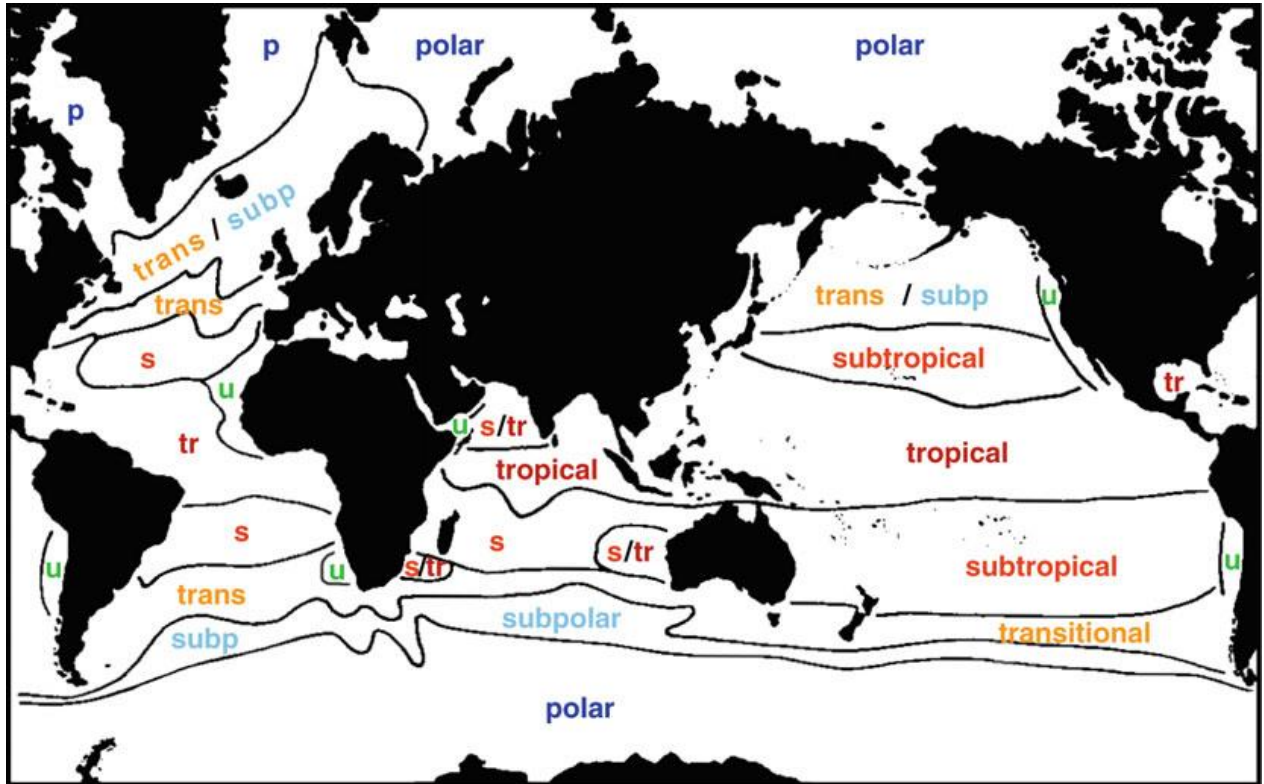 p
polar
polar
p
trans / subp
trans
trans / subp
u
s
subtropical
tr
u
u
s/tr
tr
tropical
tropical
s
s
s/tr
u
u
s/tr
u
subtropical
trans
subpolar
subp
transitional
polar